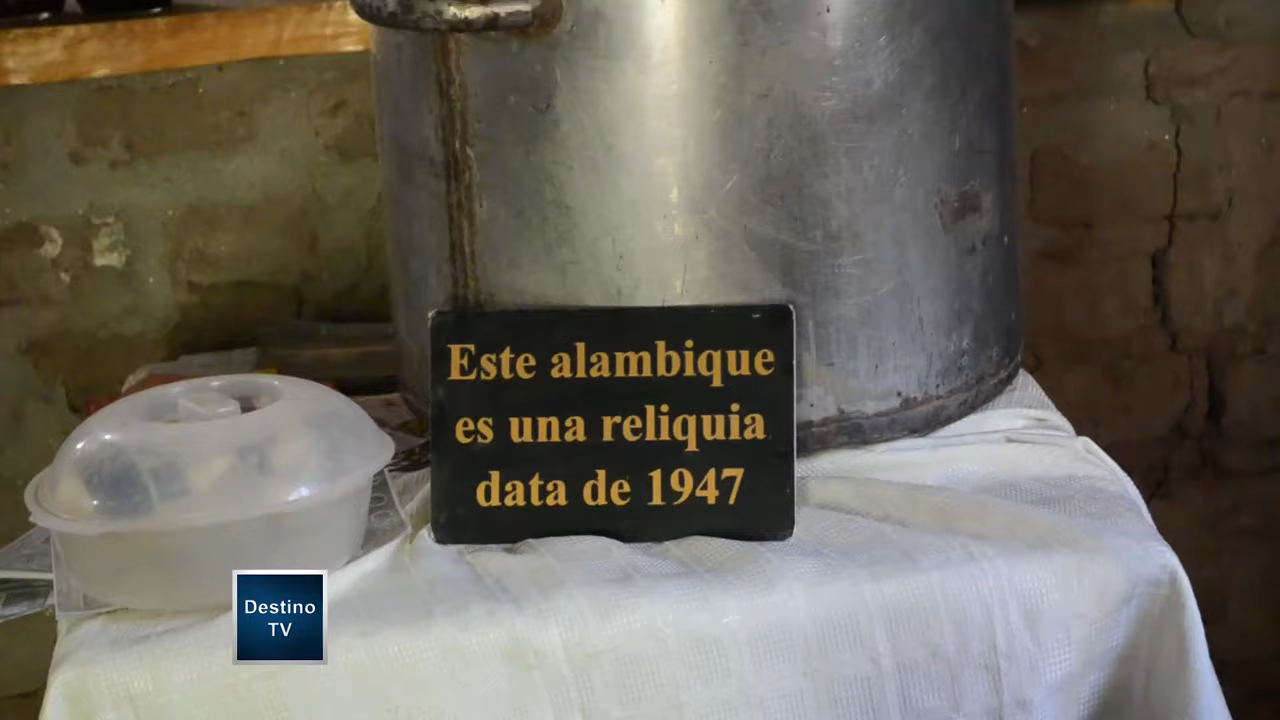 Este alambique
es una reliquia
data de 1947
Destino
TV